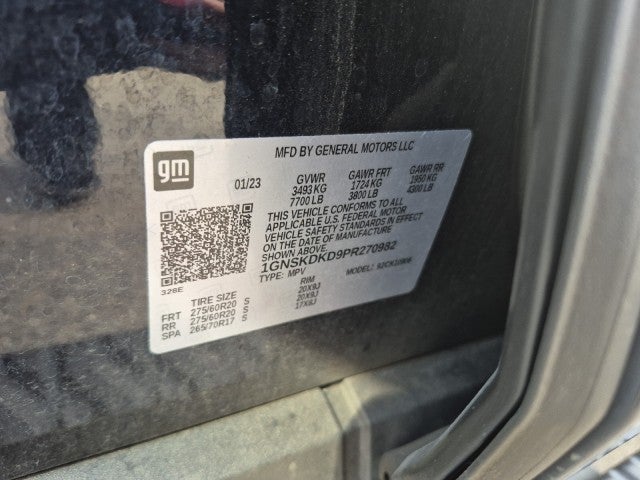 gm
MFD BY GENERAL MOTORS LLC
01/23 GVWR GAWR FRT GAWR RR
3493 KG 1724 KG 1950 KG
7700 LB 3800 LB 4300 LB
THIS VEHICLE CONFORMS TO ALL
APPLICABLE U.S. FEDERAL MOTOR
VEHICLE SAFETY STANDARDS IN EFFECT
ON THE DATE OF MANUFACTURE
SHOWN ABOVE.
1GNSKDKD9PR270982
TYPE: MPV MODEL:
328E
TIRE SIZE RIM
FRT 275/60R20 S 20X9J
RR 275/60R20 S 20X9J
SPA 265/70R17 S 17X8J